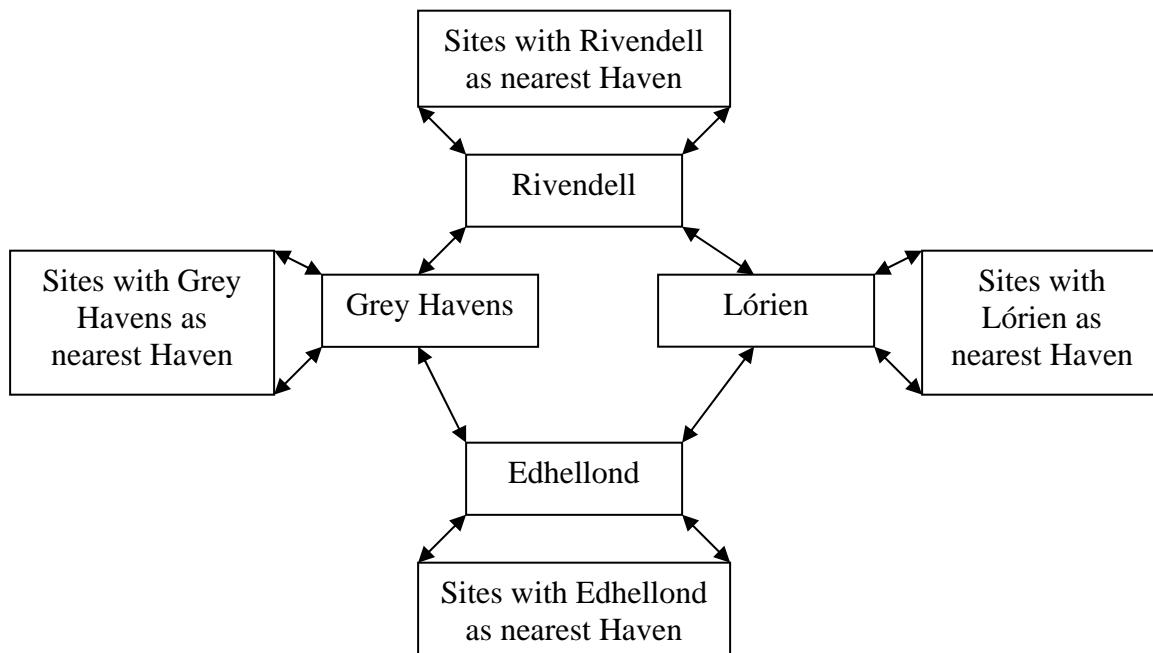 Sites with Rivendell
as nearest Haven
Rivendell
Sites with Grey
Havens as
nearest Haven
Grey Havens
Lórien
Sites with
Lórien as
nearest Haven
Edhellond
Sites with Edhellond
as nearest Haven